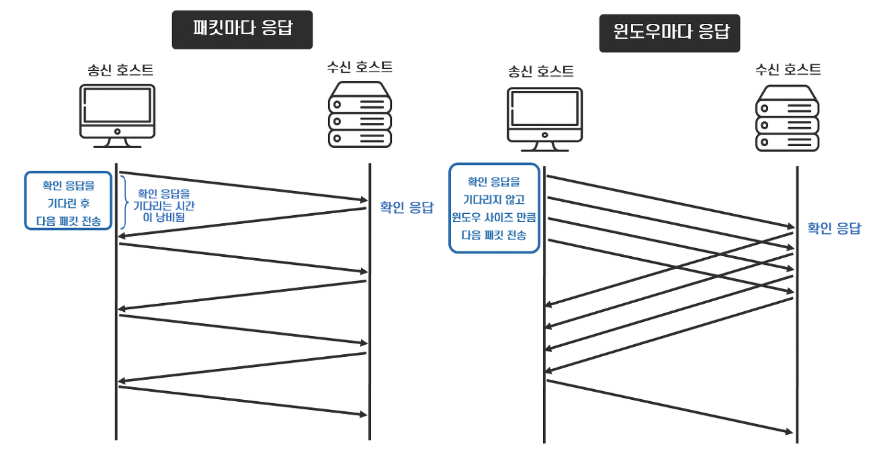 패킷마다 응답
송신 호스트
수신 호스트
확인 응답을
기다린 후
다음 패킷 전송
확인 응답을
기다리는 시간
이 낭비됨
확인 응답
윈도우마다 응답
송신 호스트
수신 호스트
확인 응답을
기다리지 않고
윈도우 사이즈 만큼
다음 패킷 전송
확인 응답